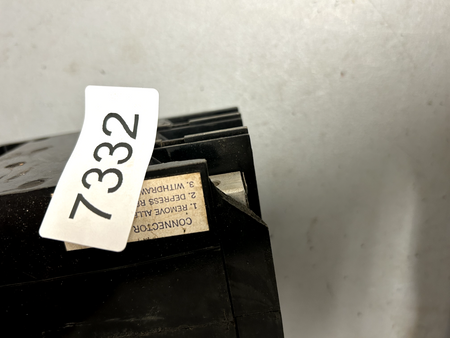 7332
CONNECTOR
1. REMOVE ALL
2. DEPRESS
3. WITHDRAW